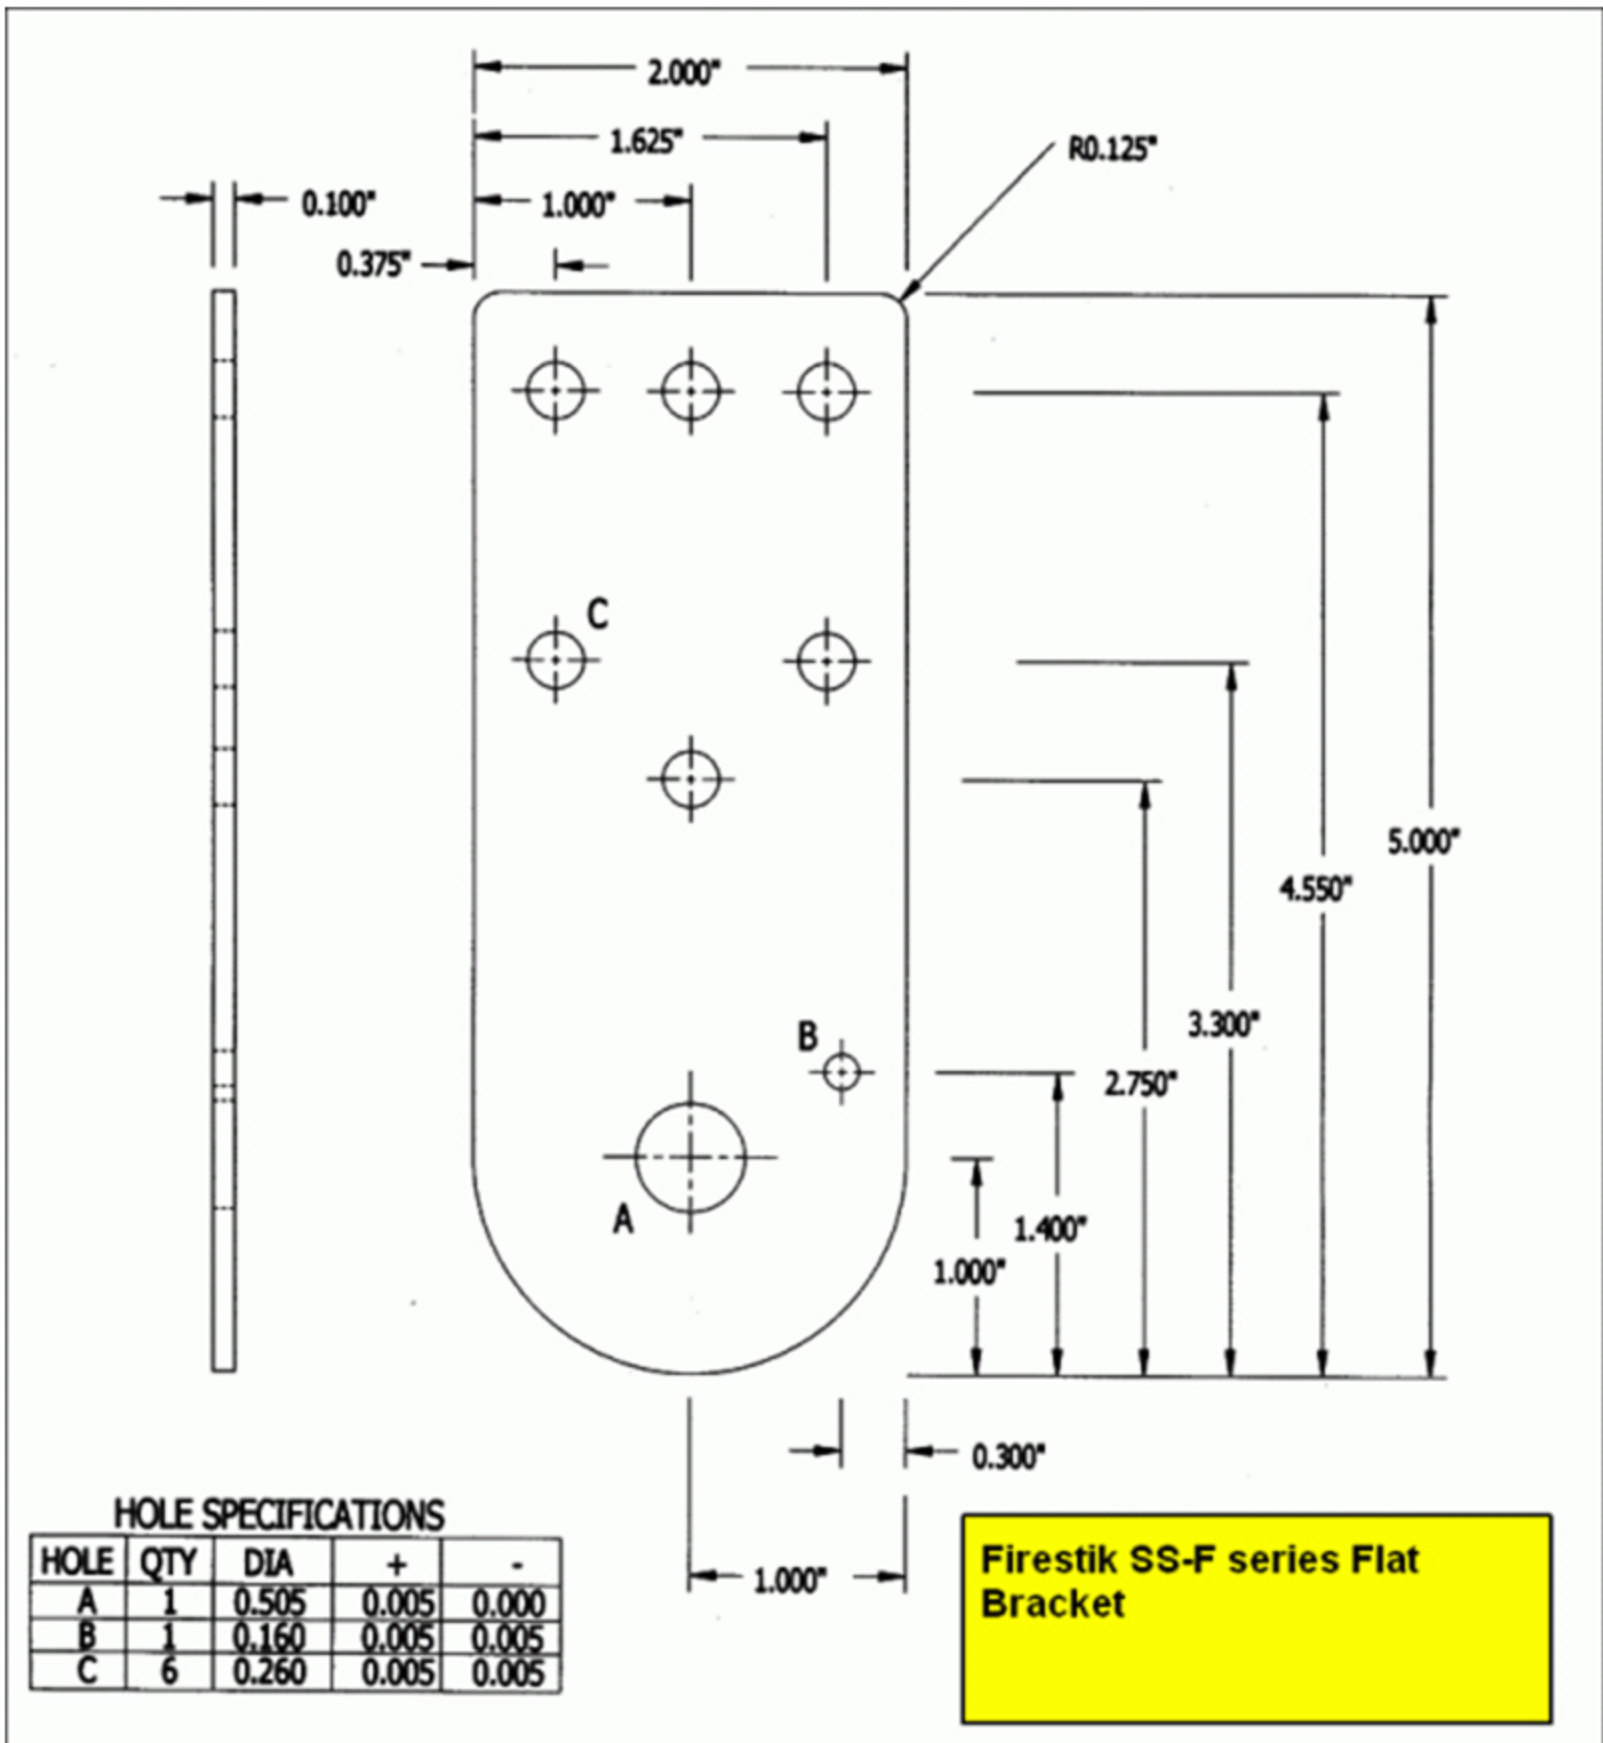 2.000"
1.625"
R0.125"
0.100"
1.000"
0.375"
C
5.000"
4.550"
3.300"
B
2.750"
A
1.400"
1.000"
0.300"
1.000"
HOLE SPECIFICATIONS
HOLE QTY DIA + -
A 1 0.505 0.005 0.000
B 1 0.160 0.005 0.005
C 6 0.260 0.005 0.005
Firestik SS-F series Flat
Bracket